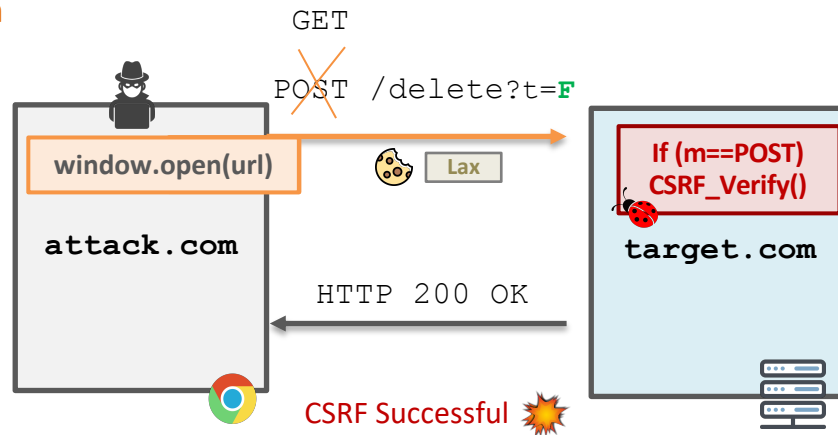 GET
POST /delete?t=F
window.open(url)
Lax
If (m==POST)
CSRF_Verify()
attack.com
target.com
HTTP 200 OK
CSRF Successful